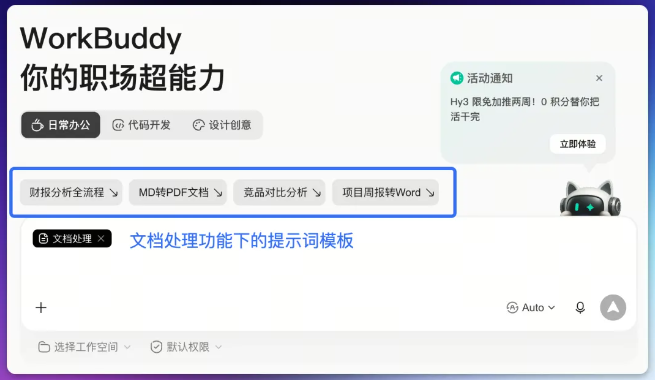 WorkBuddy
你的职场超能力
活动通知
Hy3 限免加推两周！0 积分替你把
活干完
立即体验
日常办公 代码开发 设计创意
财报分析全流程 MD转PDF文档 竞品对比分析 项目周报转Word
文档处理 文档处理功能下的提示词模板
Auto
选择工作空间 默认权限